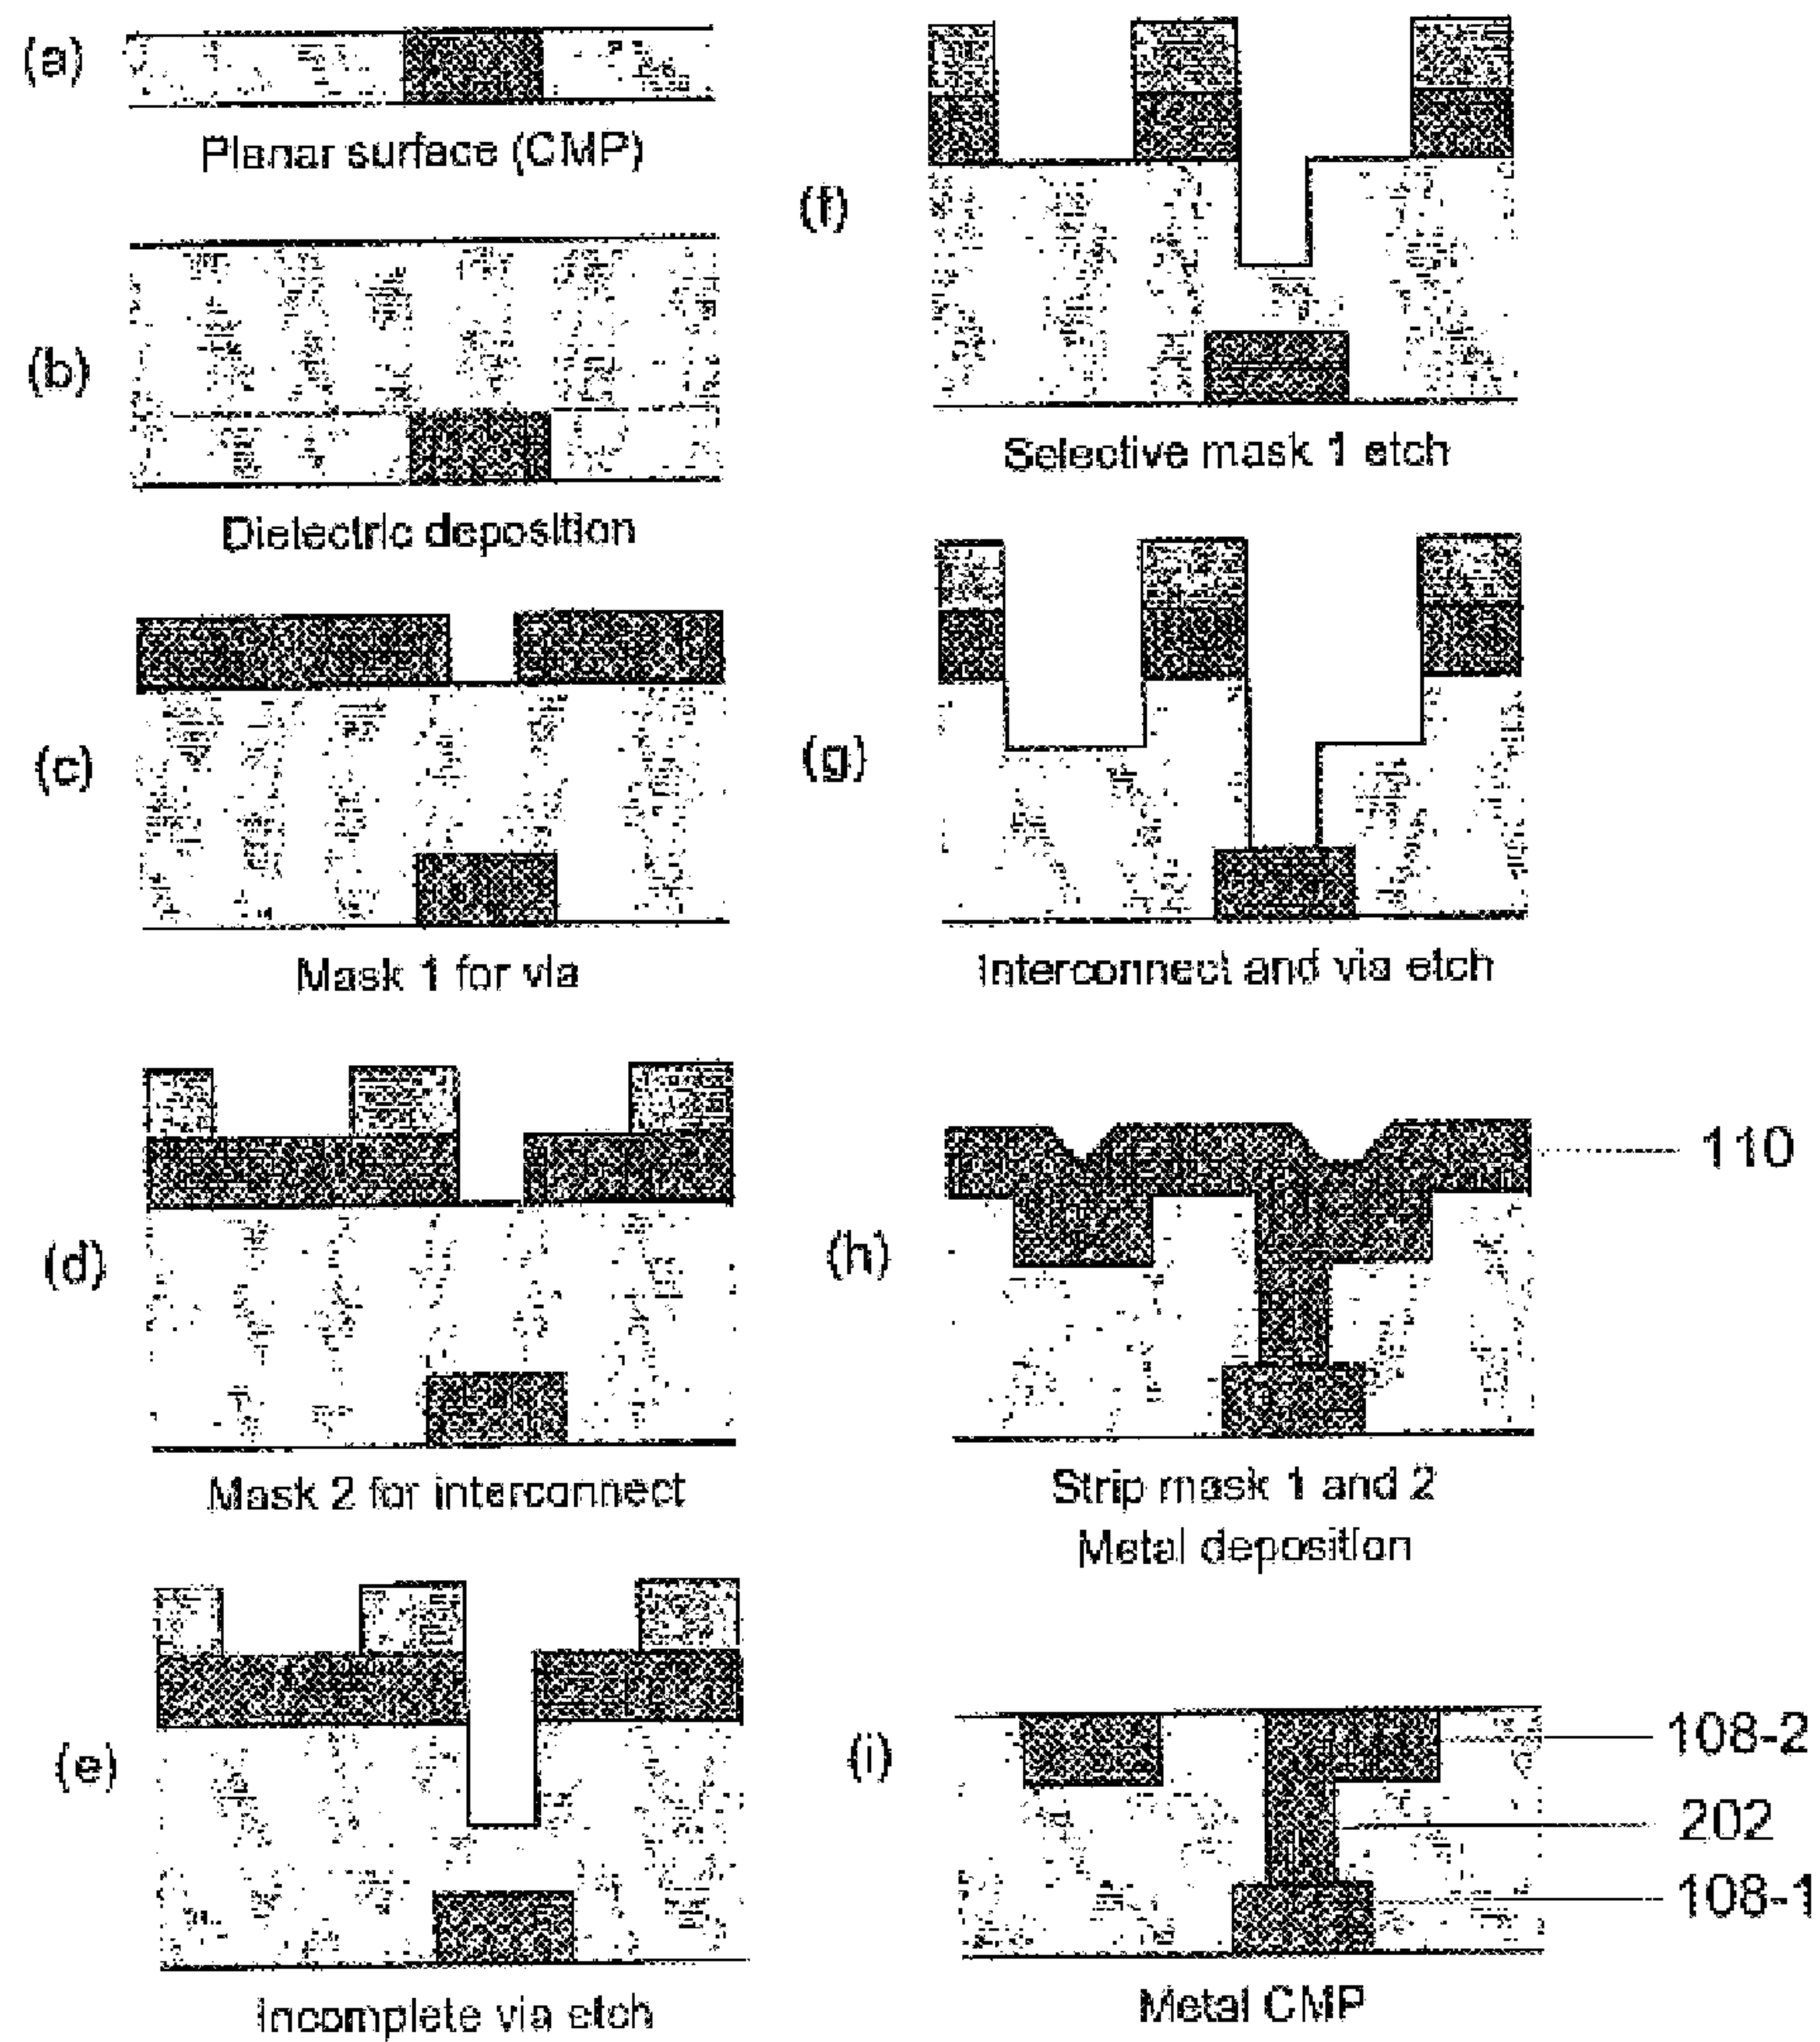 (a)
Planar surface (CMP)
(b)
Dielectric deposition
(c)
Mask 1 for via
(d)
Mask 2 for interconnect
(e)
Incomplete via etch
(f)
Selective mask 1 etch
(g)
Interconnect and via etch
110
(h)
Strip mask 1 and 2
Metal deposition
(i)
108-2
202
108-1
Metal CMP